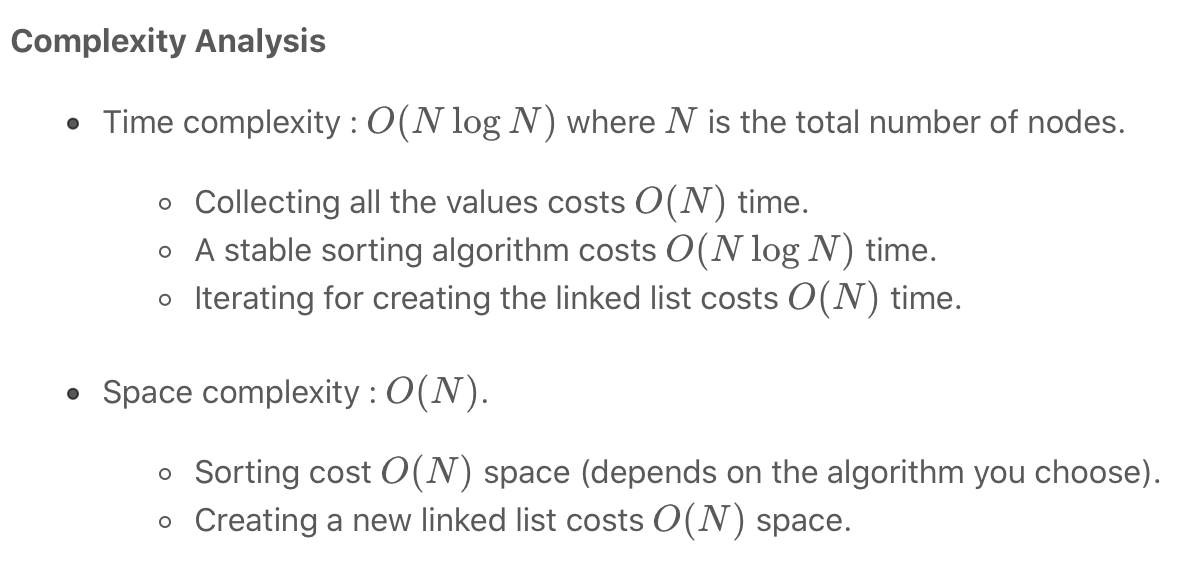 Complexity Analysis
Time complexity : O(N log N) where N is the total number of nodes.
Collecting all the values costs O(N) time.
A stable sorting algorithm costs O(N log N) time.
Iterating for creating the linked list costs O(N) time.
Space complexity : O(N).
Sorting cost O(N) space (depends on the algorithm you choose).
Creating a new linked list costs O(N) space.